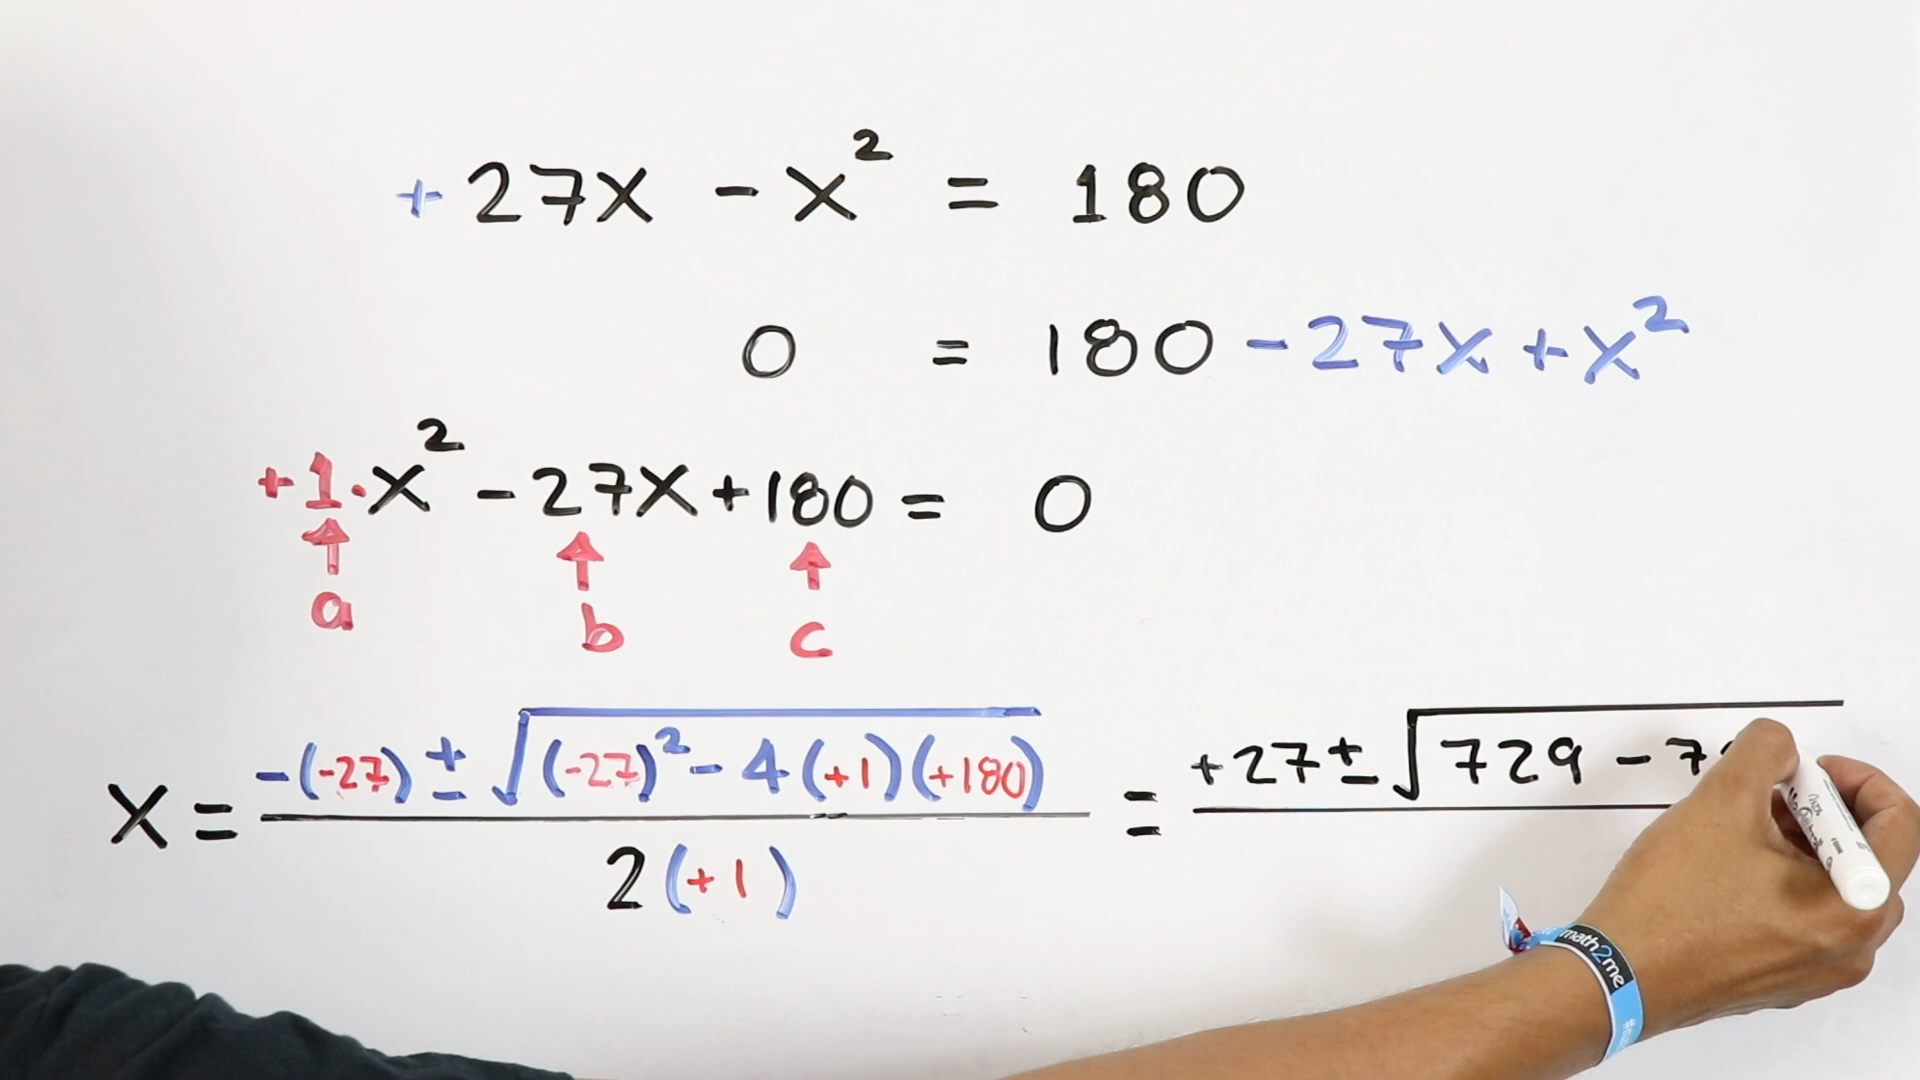 +27x - x² = 180
0 = 180 - 27x + x²
+1·x² - 27x + 180 = 0
a b c
x = -(-27) ± √(-27)² - 4(+1)(+180) = +27 ± √729 - 7
2(+1)
math2me